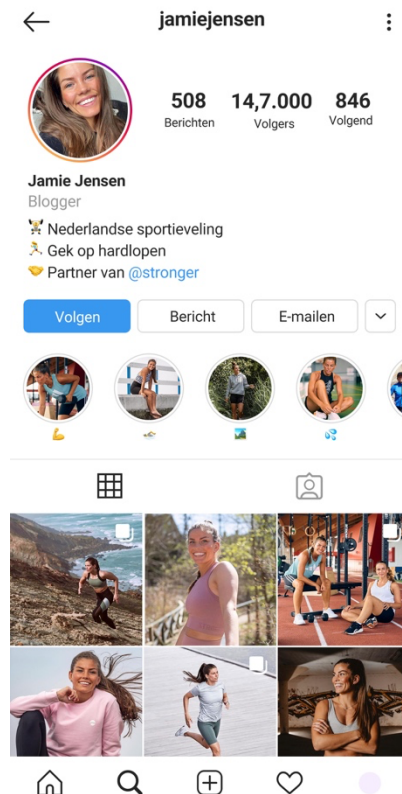 jamiejensen
508 14,7.000 846
Berichten Volgers Volgend
Jamie Jensen
Blogger
Nederlandse sportieveling
Gek op hardlopen
Partner van @stronger
Volgen Bericht E-mailen